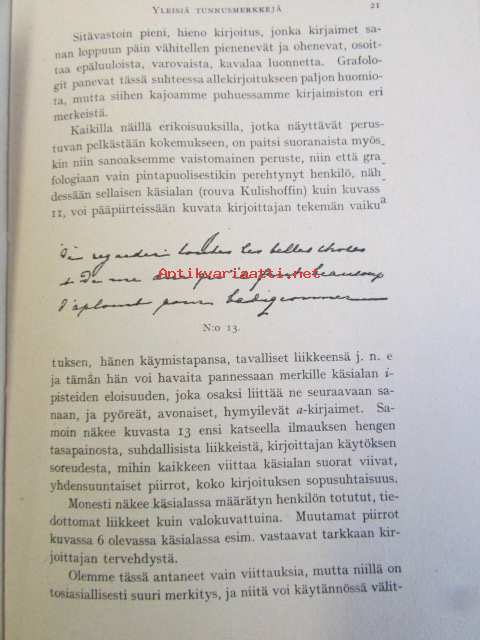 YLEISIÄ TUNNUSMERKKEJÄ 21
Sitävastoin pieni, hieno kirjoitus, jonka kirjaimet sa-
nan loppuun päin vähitellen pienenevät ja ohenevat, osoit-
taa epäluuloista, varovaista, kavalaa luonnetta. Grafolo-
git panevat tässä suhteessa allekirjoitukseen paljon huomio-
ta, mutta siihen kajoamme puhuessamme kirjaimiston eri
merkeistä.
Kaikilla näillä erikoisuuksilla, jotka näyttävät perus-
tuvan pelkästään kokemukseen, on paitsi suoranaista myös
kin niin sanoaksemme vaistomainen peruste, niin että gra
fologiaan vain pintapuolisestikin perehtynyt henkilö, näh
dessään sellaisen käsialan (rouva Kulishoffin) kuin kuvass
11, voi pääpiirteissään kuvata kirjoittajan tekemän vaiku
a
regarder toutes les belles choses
beaucoup
d'aplomb pour
Antikvariaatti.net
N:o 13.
tuksen, hänen käymistapansa, tavalliset liikkeensä j. n. e
ja tämän hän voi havaita pannessaan merkille käsialan i-
pisteiden eloisuuden, joka osaksi liittää ne seuraavaan sa-
naan, ja pyöreät, avonaiset, hymyilevät a-kirjaimet. Sa-
moin näkee kuvasta 13 ensi katseella ilmauksen hengen
tasapainosta, suhdallisista liikkeistä, kirjoittajan käytöksen
soreudesta, mihin kaikkeen viittaa käsialan suorat viivat,
yhdensuuntaiset piirrot, koko kirjoituksen sopusuhtaisuus.
Monesti näkee käsialassa määrätyn henkilön totutut, tie-
dottomat liikkeet kuin valokuvattuina. Muutamat piirrot
kuvassa 6 olevassa käsialassa esim. vastaavat tarkkaan kir-
joittajan tervehdystä.
Olemme tässä antaneet vain viittauksia, mutta niillä on
tosiasiallisesti suuri merkitys, ja niitä voi käytännössä välit-